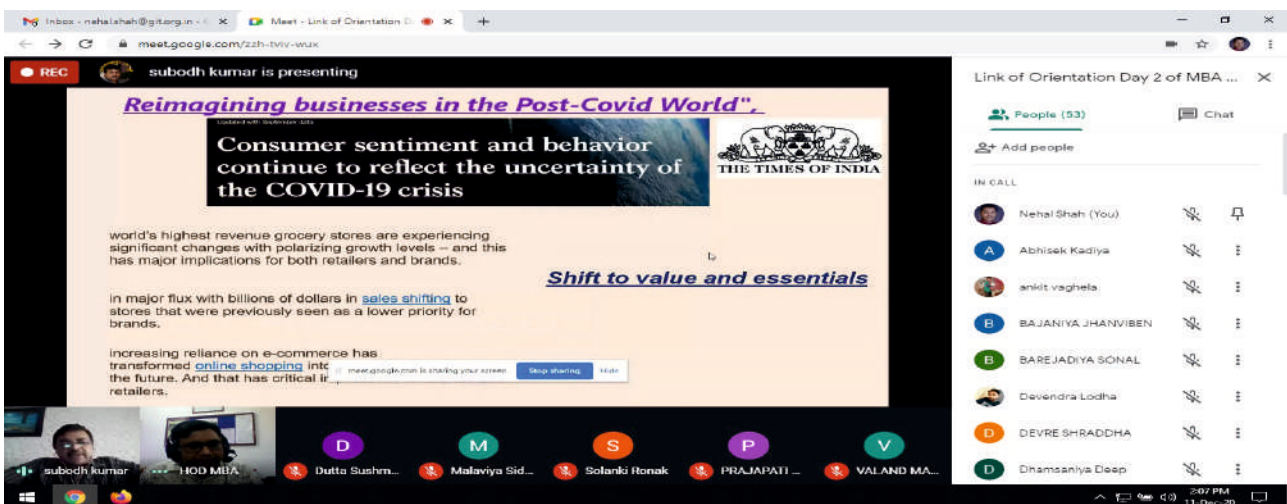 Inbox - nehal.shah@git.org.in -
Meet - Link of Orientation D
meet.google.com/zzh-tviv-wux
REC
subodh kumar is presenting
Reimagining businesses in the Post-Covid World",
Consumer sentiment and behavior
continue to reflect the uncertainty of
the COVID-19 crisis
THE TIMES OF INDIA
world's highest revenue grocery stores are experiencing
significant changes with polarizing growth levels – and this
has major implications for both retailers and brands.
Shift to value and essentials
in major flux with billions of dollars in sales shifting to
stores that were previously seen as a lower priority for
brands.
increasing reliance on e-commerce has
transformed online shopping
the future. And that has critical
retailers.
meet.google.com is sharing your screen
Stop sharing
Hide
subodh kumar
HOD MBA
D
Dutta Sushm...
M
Malaviya Sid...
S
Solanki Ronak
P
PRAJAPATI ...
V
VALAND MA...
Link of Orientation Day 2 of MBA ...
People (53)
Chat
Add people
IN CALL
Nehal Shah (You)
A
Abhisek Kadiya
ankit vaghela
B
BAJANIYA JHANVIBEN
B
BAREJADIYA SONAL
Devendra Lodha
D
DEVRE SHRADDHA
D
Dhamsaniya Deep
2:07 PM
11-Dec-20